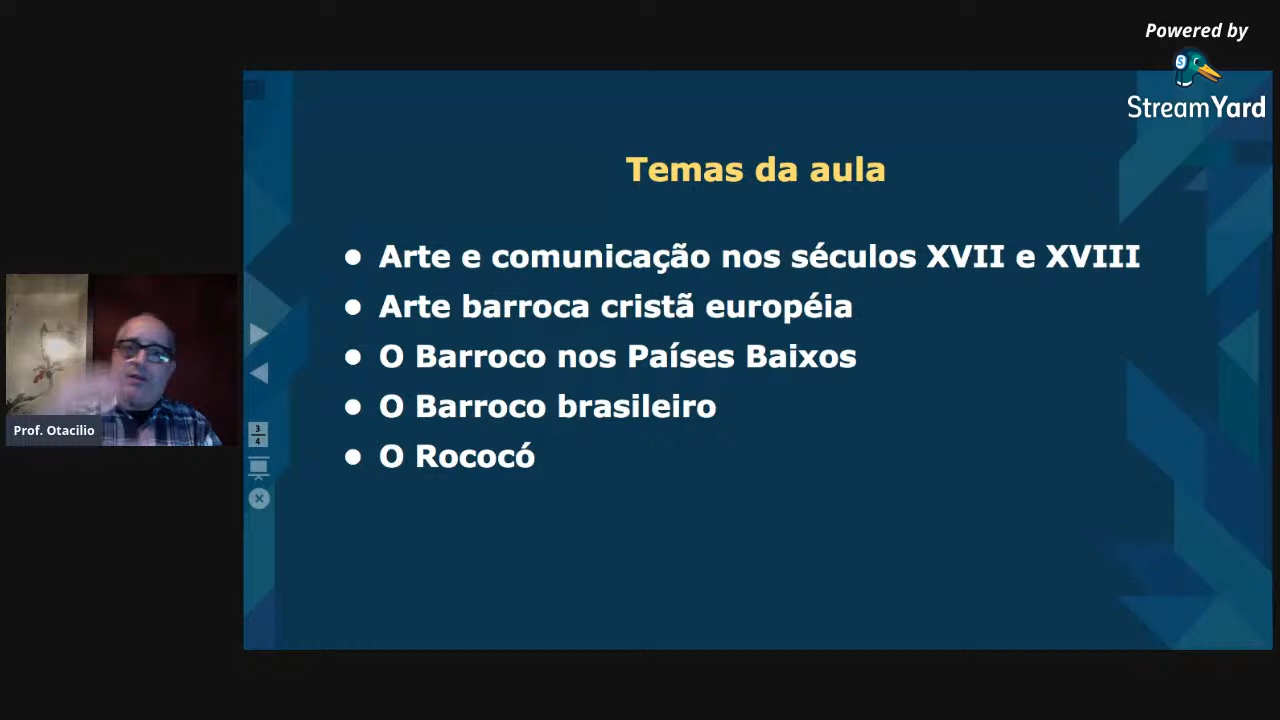 Powered by
StreamYard
Temas da aula
● Arte e comunicação nos séculos XVII e XVIII
● Arte barroca cristã européia
● O Barroco nos Países Baixos
● O Barroco brasileiro
● O Rococó
Prof. Otacilio
3
4